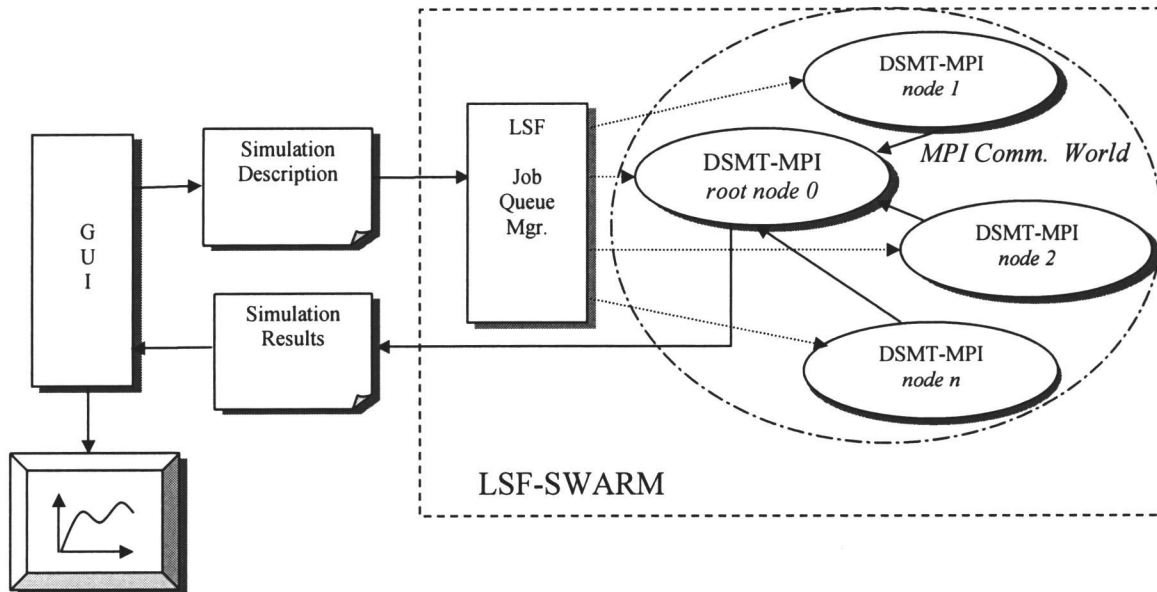 G
U
I
Simulation
Description
Simulation
Results
LSF
Job
Queue
Mgr.
DSMT-MPI
node 1
DSMT-MPI
root node 0
MPI Comm. World
DSMT-MPI
node 2
DSMT-MPI
node n
LSF-SWARM